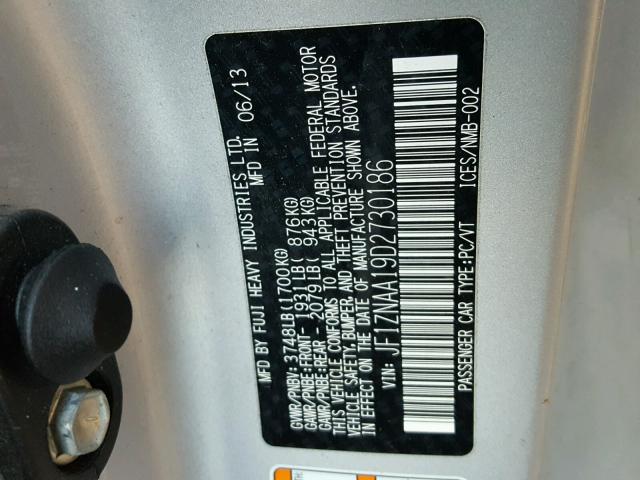 MFD BY FUJI HEAVY INDUSTRIES LTD.
MFD IN 06/13
GVWR/PNBV 3748LB(1700KG)
GAWR/PNBE:FRONT 1931LB( 876KG)
GAWR/PNBE:REAR 2079LB( 943KG)
THIS VEHICLE CONFORMS TO ALL APPLICABLE FEDERAL MOTOR
VEHICLE SAFETY,BUMPER AND THEFT PREVENTION STANDARDS
IN EFFECT ON THE DATE OF MANUFACTURE SHOWN ABOVE.
VIN: JF1ZNAA19D2730186
PASSENGER CAR TYPE:PC/VT ICES/NMB-002